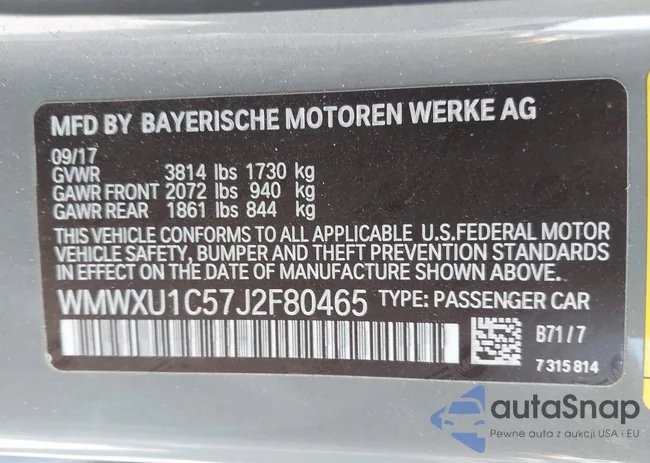 MFD BY BAYERISCHE MOTOREN WERKE AG
09/17
GVWR 3814 lbs 1730 kg
GAWR FRONT 2072 lbs 940 kg
GAWR REAR 1861 lbs 844 kg
THIS VEHICLE CONFORMS TO ALL APPLICABLE U.S.FEDERAL MOTOR
VEHICLE SAFETY, BUMPER AND THEFT PREVENTION STANDARDS
IN EFFECT ON THE DATE OF MANUFACTURE SHOWN ABOVE.
WMWXU1C57J2F80465 TYPE: PASSENGER CAR
B71/7
7315814
autaSnap
Pewne auta z aukcji USA i EU